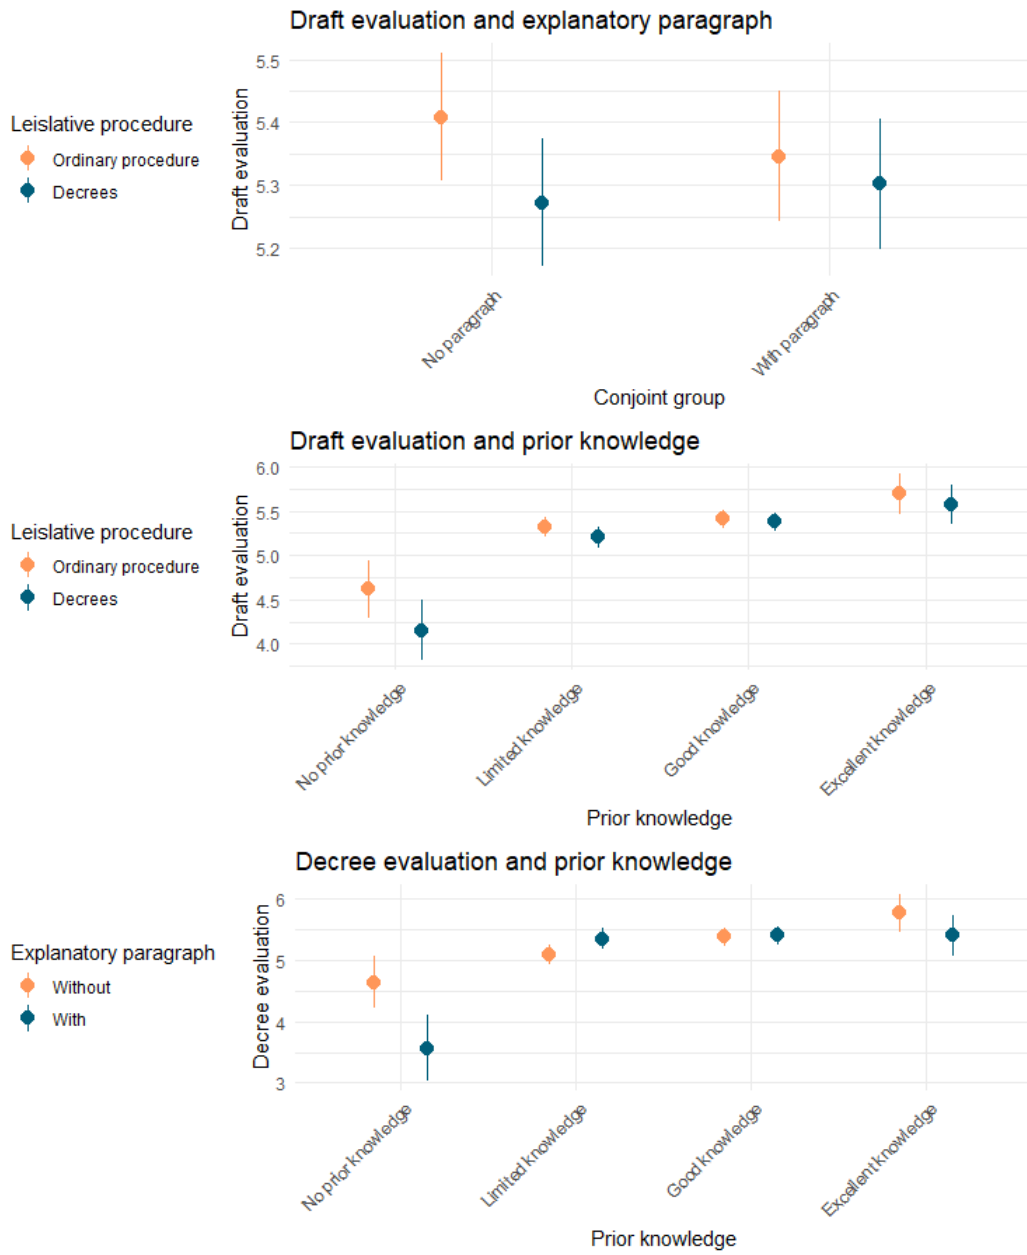 Draft evaluation and explanatory paragraph
Leislative procedure
Ordinary procedure
Decrees
Draft evaluation
5.5
5.4
5.3
5.2
No paragraph
With paragraph
Conjoint group
Draft evaluation and prior knowledge
Leislative procedure
Ordinary procedure
Decrees
Draft evaluation
6.0
5.5
5.0
4.5
4.0
No prior knowledge
Limited knowledge
Good knowledge
Excellent knowledge
Prior knowledge
Decree evaluation and prior knowledge
Explanatory paragraph
Without
With
Decree evaluation
6
5
4
3
No prior knowledge
Limited knowledge
Good knowledge
Excellent knowledge
Prior knowledge